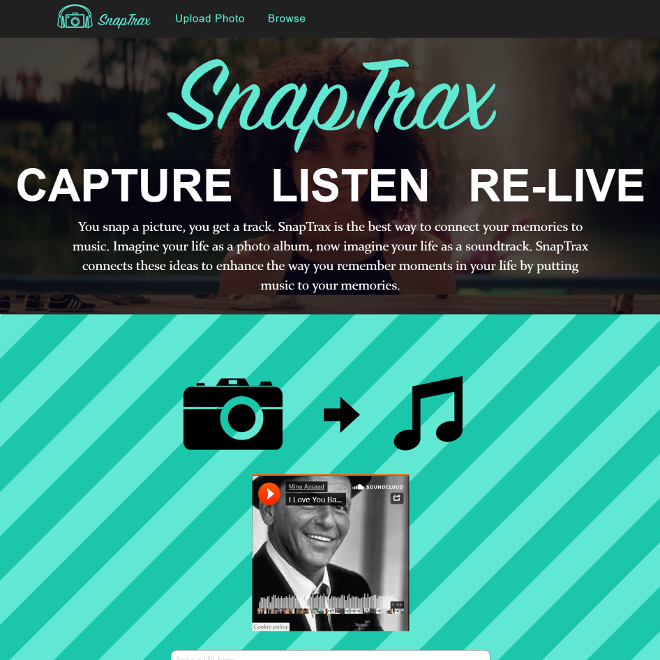 SnapTrax
Upload Photo
Browse
SnapTrax
CAPTURE LISTEN RE-LIVE
You snap a picture, you get a track. SnapTrax is the best way to connect your memories to
music. Imagine your life as a photo album, now imagine your life as a soundtrack. SnapTrax
connects these ideas to enhance the way you remember moments in your life by putting
music to your memories.
Mina Assaad
SOUNDCLOUD
I Love You Ba...
Cookie policy